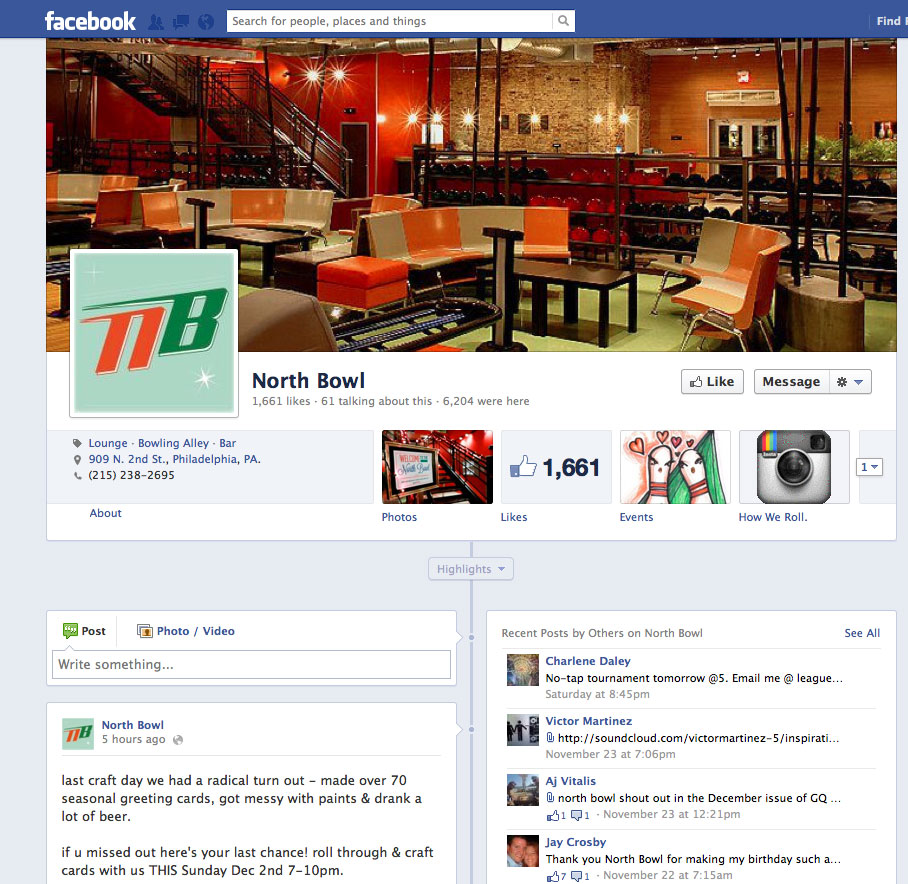 facebook
Search for people, places and things
Find
nB
North Bowl
1,661 likes · 61 talking about this · 6,204 were here
Like
Message
Lounge · Bowling Alley · Bar
909 N. 2nd St., Philadelphia, PA.
(215) 238-2695
About
WELCOME
North Bowl
1,661
1
Photos
Likes
Events
How We Roll.
Highlights
Post
Photo / Video
Write something...
North Bowl
5 hours ago
last craft day we had a radical turn out – made over 70
seasonal greeting cards, got messy with paints & drank a
lot of beer.
if u missed out here's your last chance! roll through & craft
cards with us THIS Sunday Dec 2nd 7-10pm.
Recent Posts by Others on North Bowl
See All
Charlene Daley
No-tap tournament tomorrow @5. Email me @ league...
Saturday at 8:45pm
Victor Martinez
http://soundcloud.com/victormartinez-5/inspirati...
November 23 at 7:06pm
Aj Vitalis
north bowl shout out in the December issue of GQ ...
1 1 · November 23 at 12:21pm
Jay Crosby
Thank you North Bowl for making my birthday such a...
7 1 · November 22 at 7:15am